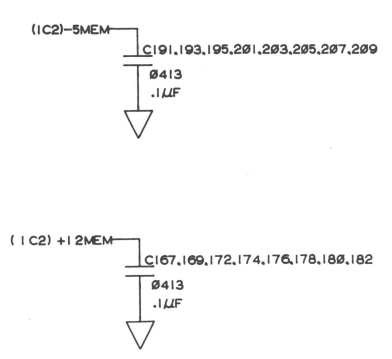 (1C2)-5MEM
C191,193,195,201,203,205,207,209
Ø413
.1µF
(1C2)+12MEM
C167,169,172,174,176,178,18Ø,182
Ø413
.1µF